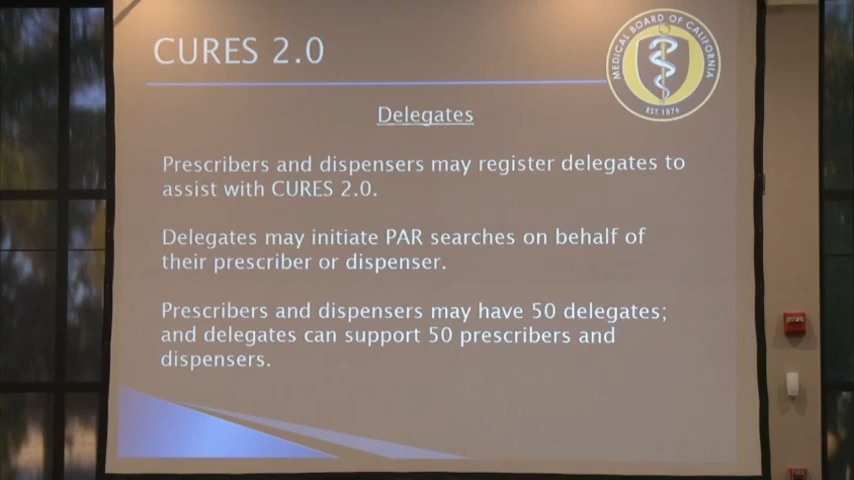 CURES 2.0
MEDICAL BOARD OF CALIFORNIA
EST. 1876
Delegates
Prescribers and dispensers may register delegates to
assist with CURES 2.0.
Delegates may initiate PAR searches on behalf of
their prescriber or dispenser.
Prescribers and dispensers may have 50 delegates;
and delegates can support 50 prescribers and
dispensers.